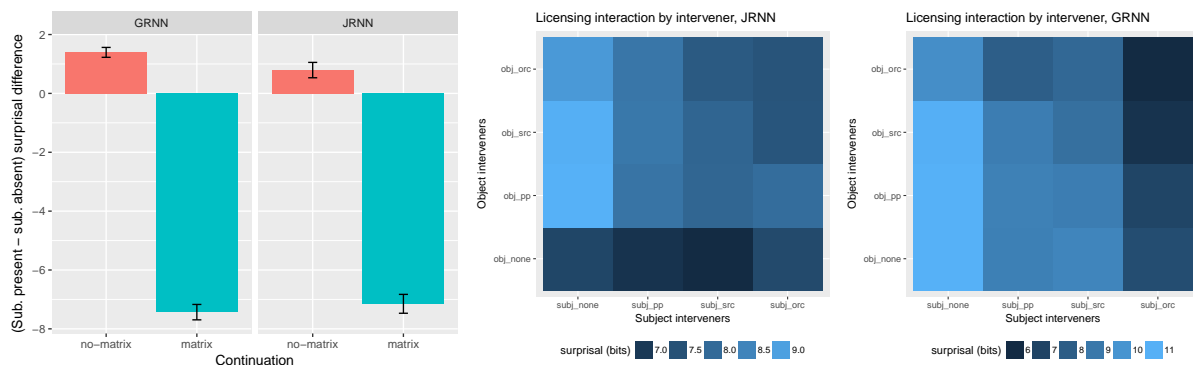 GRNN
JRNN
(Sub. present − sub. absent) surprisal difference
2
0
−2
−4
−6
−8
no−matrix
matrix
no−matrix
matrix
Continuation
Licensing interaction by intervener, JRNN
Object interveners
obj_orc
obj_src
obj_pp
obj_none
subj_none
subj_pp
subj_src
subj_orc
Subject interveners
surprisal (bits) 7.0 7.5 8.0 8.5 9.0
Licensing interaction by intervener, GRNN
Object interveners
obj_orc
obj_src
obj_pp
obj_none
subj_none
subj_pp
subj_src
subj_orc
Subject interveners
surprisal (bits) 6 7 8 9 10 11